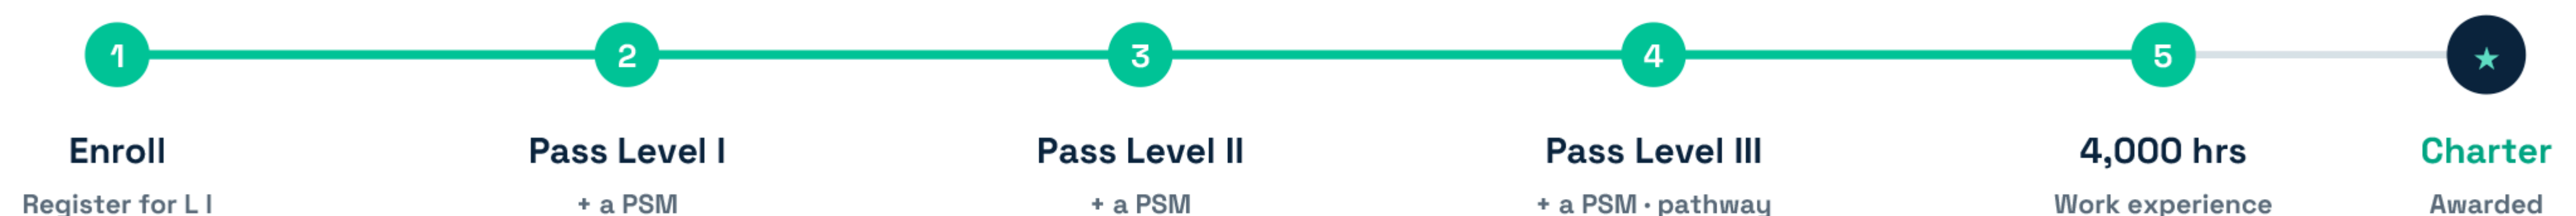 1 2 3 4 5 ★
Enroll Pass Level I Pass Level II Pass Level III 4,000 hrs Charter
Register for L I + a PSM + a PSM + a PSM · pathway Work experience Awarded